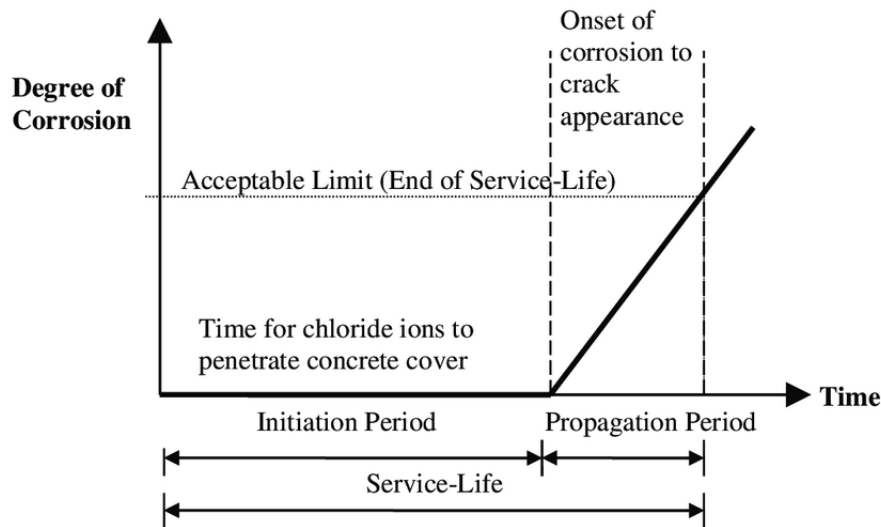 Onset of
corrosion to
crack
appearance
Degree of
Corrosion
Acceptable Limit (End of Service-Life)
Time for chloride ions to
penetrate concrete cover
Time
Initiation Period
Propagation Period
Service-Life